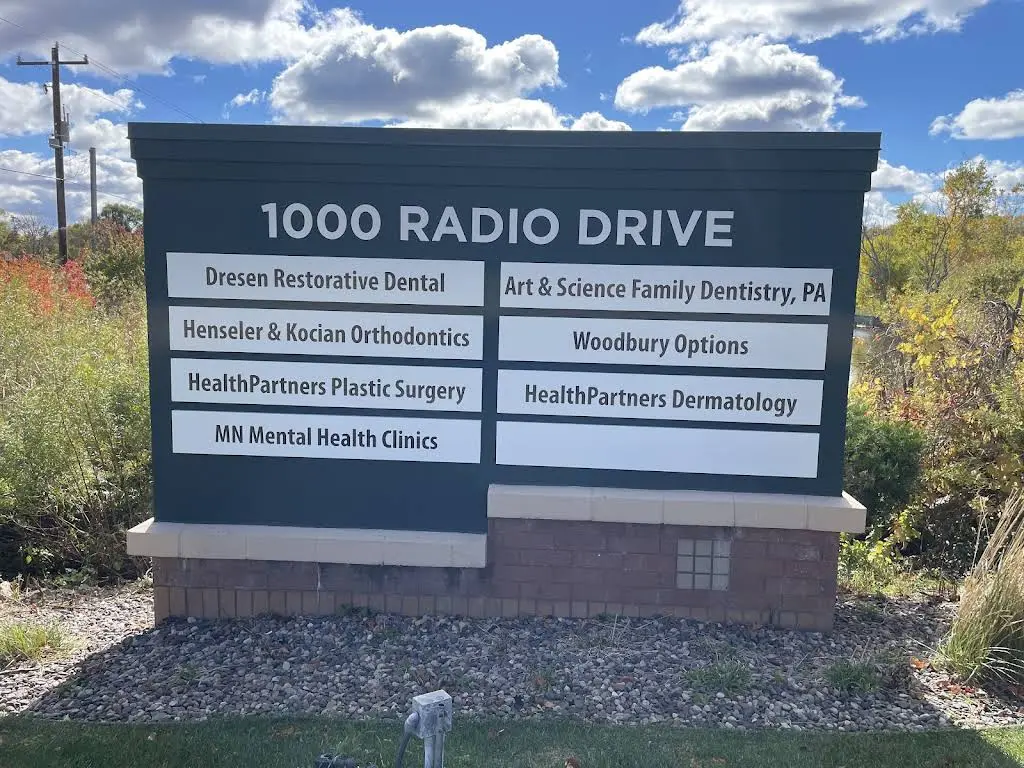 1000 RADIO DRIVE
Dresen Restorative Dental
Henseler & Kocian Orthodontics
HealthPartners Plastic Surgery
MN Mental Health Clinics
Art & Science Family Dentistry, PA
Woodbury Options
HealthPartners Dermatology